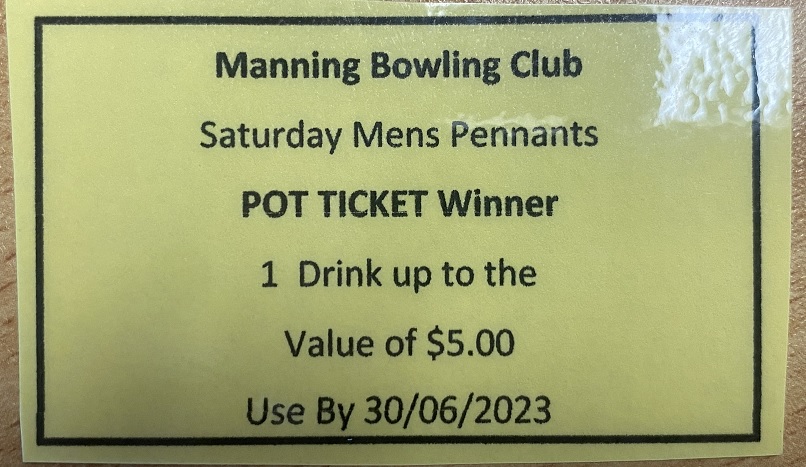 Manning Bowling Club
Saturday Mens Pennants
POT TICKET Winner
1 Drink up to the
Value of $5.00
Use By 30/06/2023